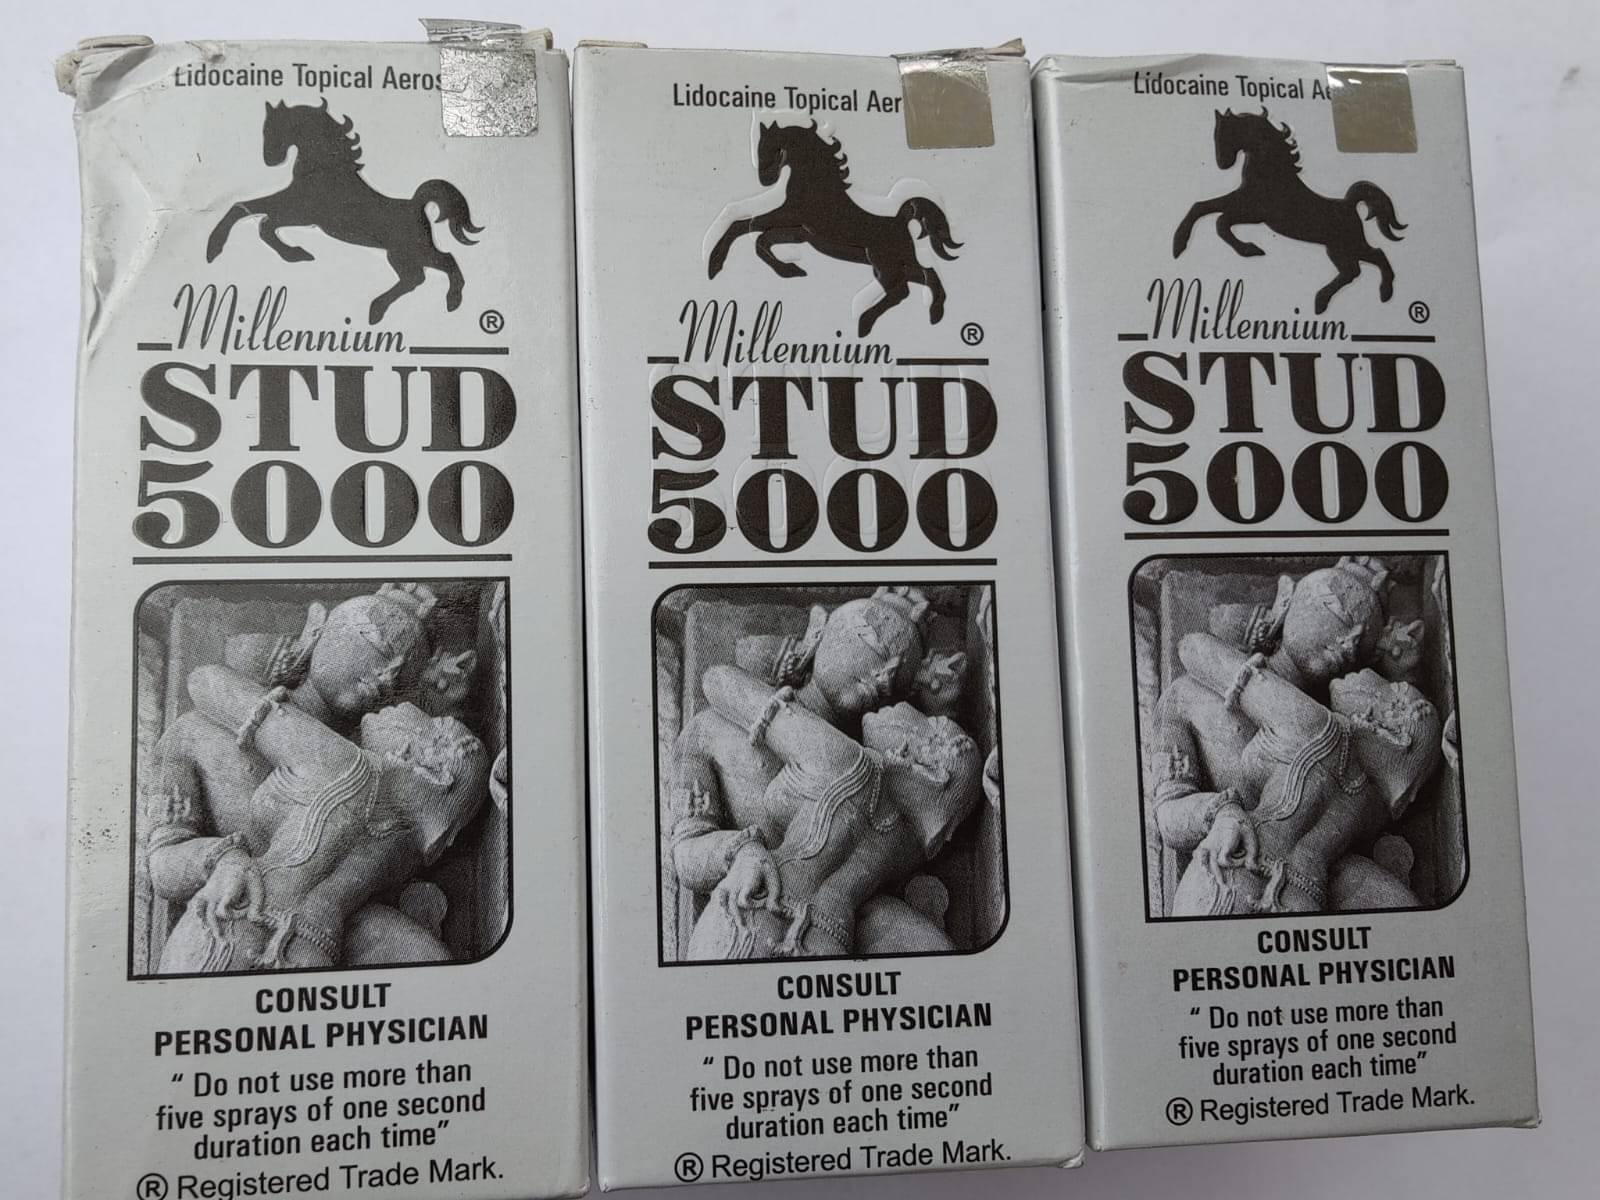 Lidocaine Topical
Millennium ®
STUD
5000
CONSULT
PERSONAL PHYSICIAN
“ Do not use more than
five sprays of one second
duration each time”
® Registered Trade Mark.
Lidocaine Topical
Millennium ®
STUD
5000
CONSULT
PERSONAL PHYSICIAN
“ Do not use more than
five sprays of one second
duration each time”
® Registered Trade Mark.
Lidocaine Topical
Millennium ®
STUD
5000
CONSULT
PERSONAL PHYSICIAN
“ Do not use more than
five sprays of one second
duration each time”
® Registered Trade Mark.